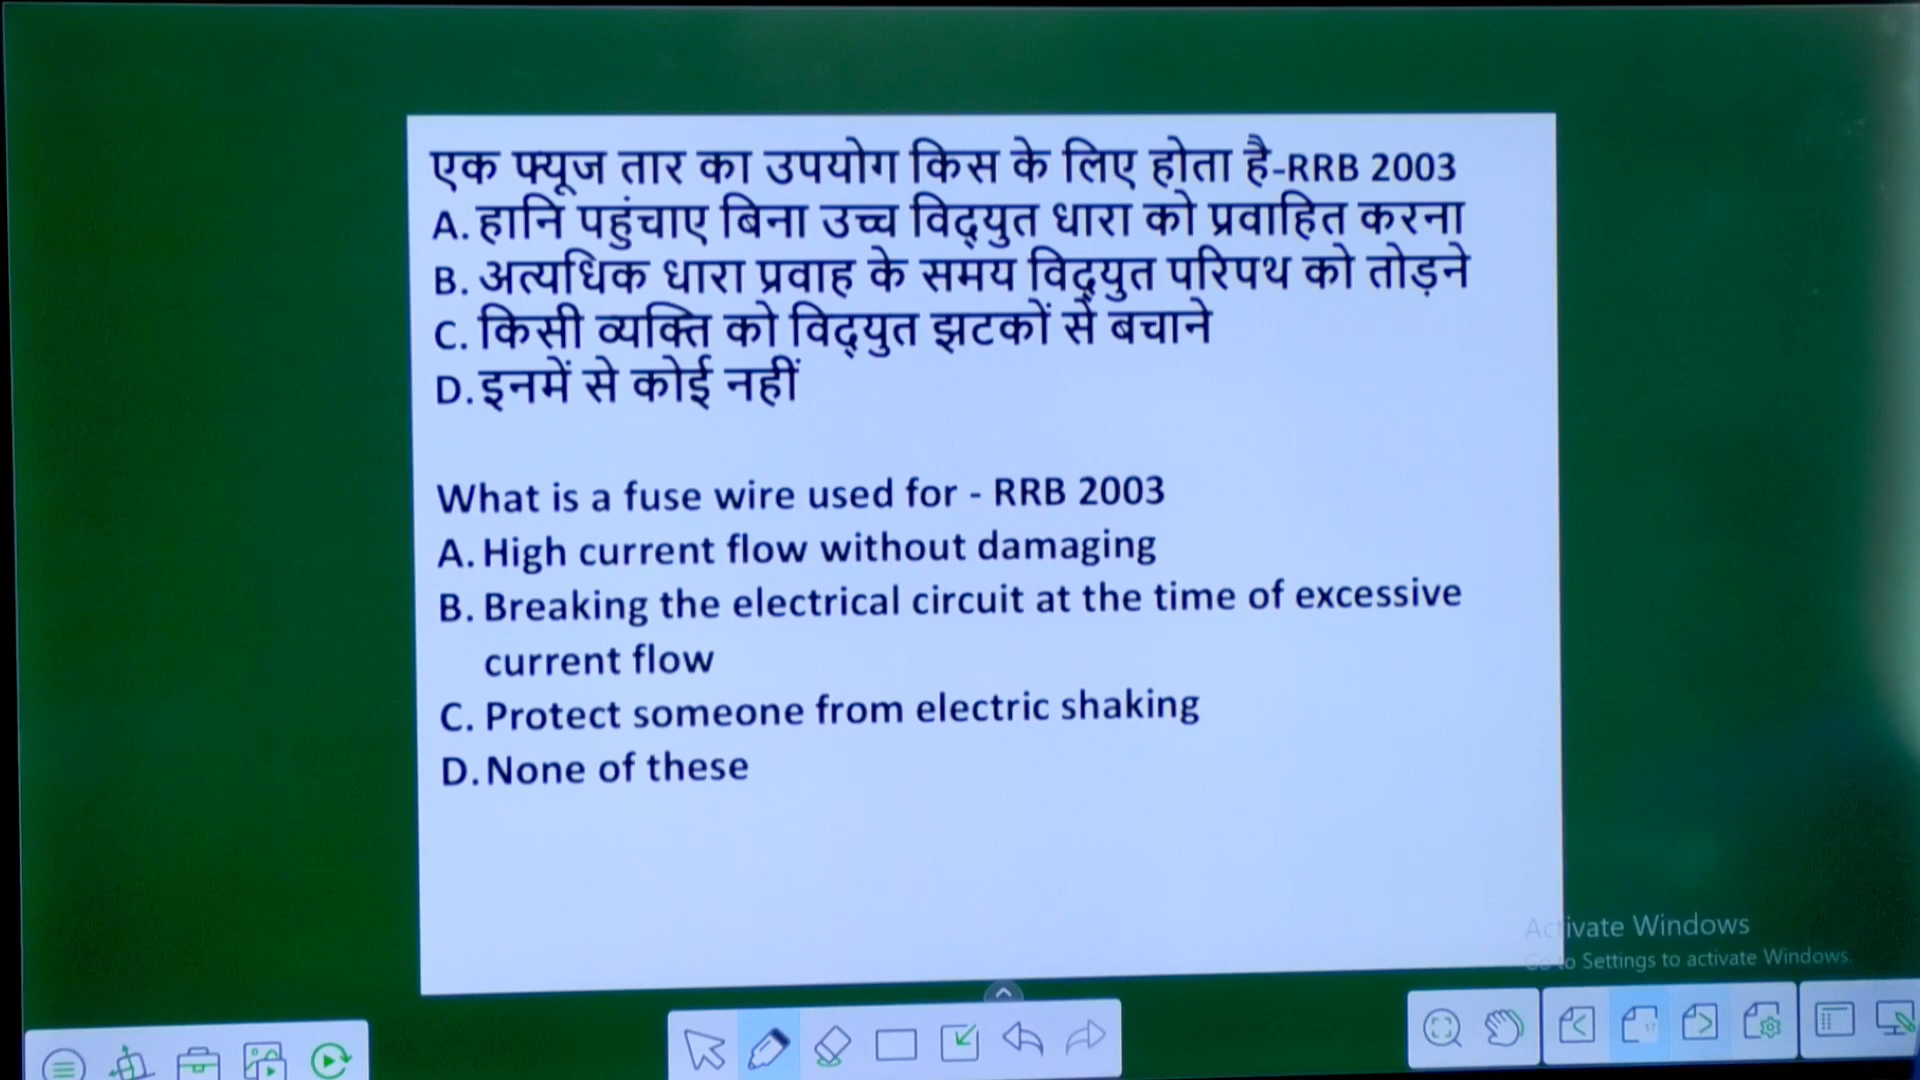 एक फ्यूज तार का उपयोग किस के लिए होता है-RRB 2003
A. हानि पहुंचाए बिना उच्च विद्युत धारा को प्रवाहित करना
B. अत्यधिक धारा प्रवाह के समय विद्युत परिपथ को तोड़ने
C. किसी व्यक्ति को विद्युत झटकों से बचाने
D. इनमें से कोई नहीं
What is a fuse wire used for - RRB 2003
A. High current flow without damaging
B. Breaking the electrical circuit at the time of excessive
current flow
C. Protect someone from electric shaking
D. None of these
Activate Windows
Go to Settings to activate Windows.
17